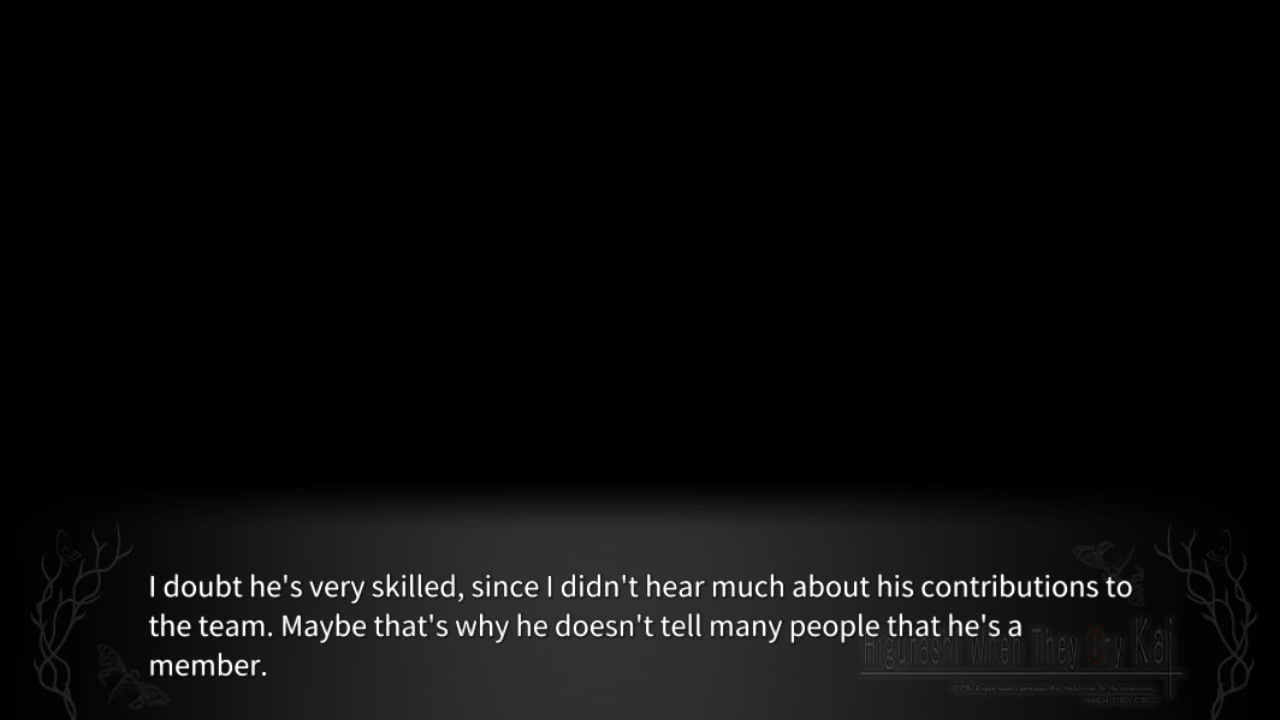 I doubt he's very skilled, since I didn't hear much about his contributions to
the team. Maybe that's why he doesn't tell many people that he's a
member.
Higurashi When They Cry Kai